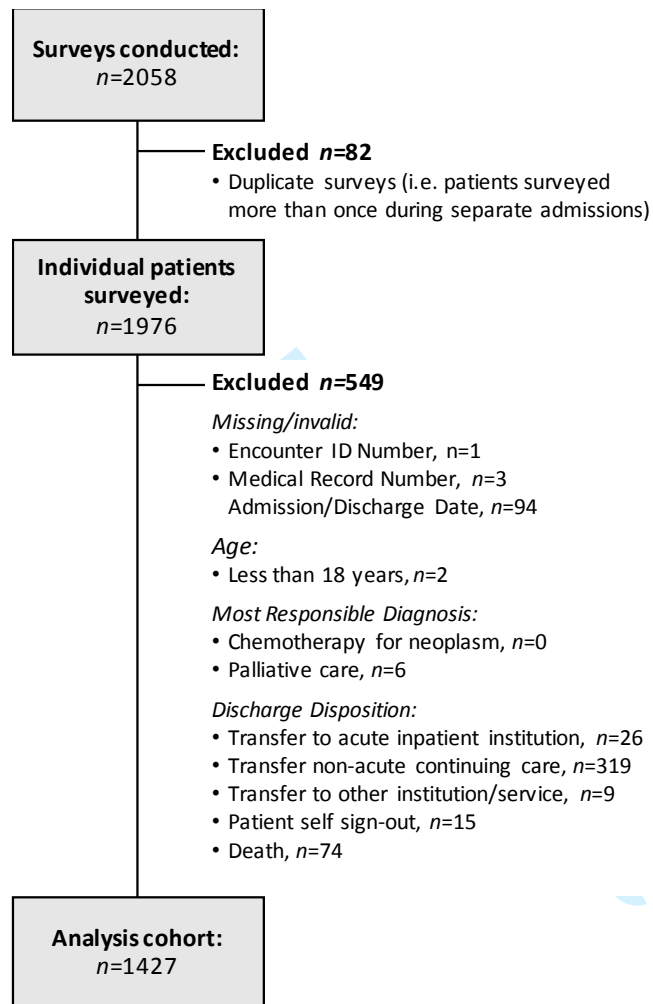 Surveys conducted:
n=2058
Excluded n=82
• Duplicate surveys (i.e. patients surveyed
more than once during separate admissions)
Individual patients
surveyed:
n=1976
Excluded n=549
Missing/invalid:
• Encounter ID Number, n=1
• Medical Record Number, n=3
Admission/Discharge Date, n=94
Age:
• Less than 18 years, n=2
Most Responsible Diagnosis:
• Chemotherapy for neoplasm, n=0
• Palliative care, n=6
Discharge Disposition:
• Transfer to acute inpatient institution, n=26
• Transfer non-acute continuing care, n=319
• Transfer to other institution/service, n=9
• Patient self sign-out, n=15
• Death, n=74
Analysis cohort:
n=1427